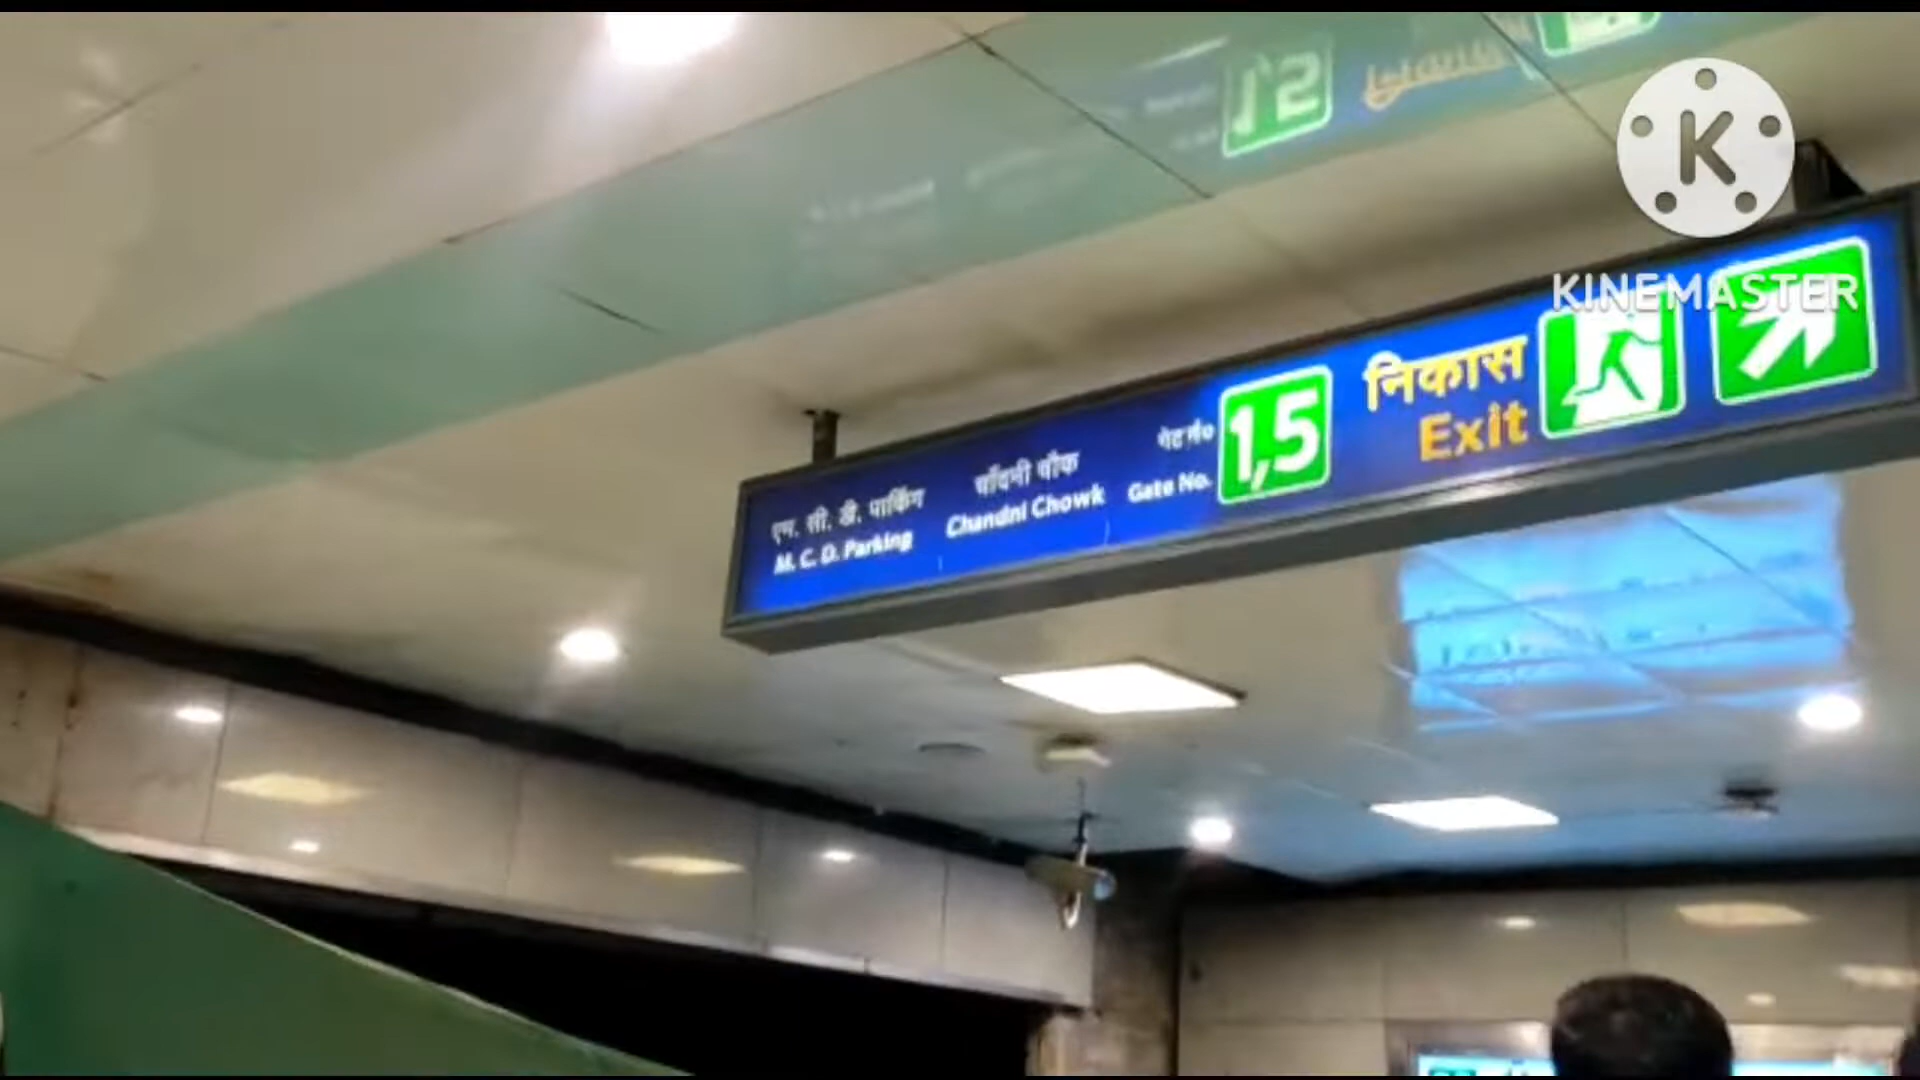 K
KINEMASTER
एम. सी. डी. पार्किंग
M. C. D. Parking
चाँदनी चौक
Chandni Chowk
गेट नं०
Gate No.
1,5
निकास
Exit